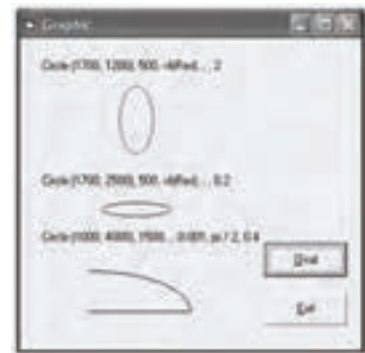 Graphic
Circle (1700, 1200), 500, vbRed, , , 2
Circle (1700, 2500), 500, vbRed, , , 0.2
Circle (1000, 4000), 1500, , 0.001, pi / 2, 0.4
Oval
Exit